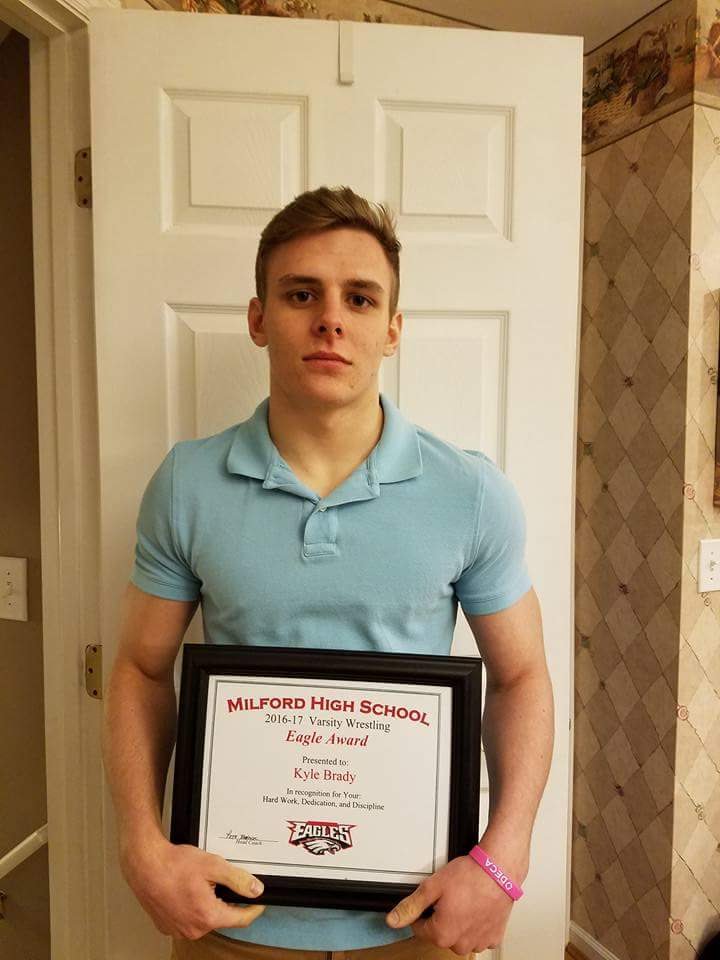 MILFORD HIGH SCHOOL
2016-17 Varsity Wrestling
Eagle Award
Presented to:
Kyle Brady
In recognition for Your:
Hard Work, Dedication, and Discipline
EAGLES
Head Coach
ODECA